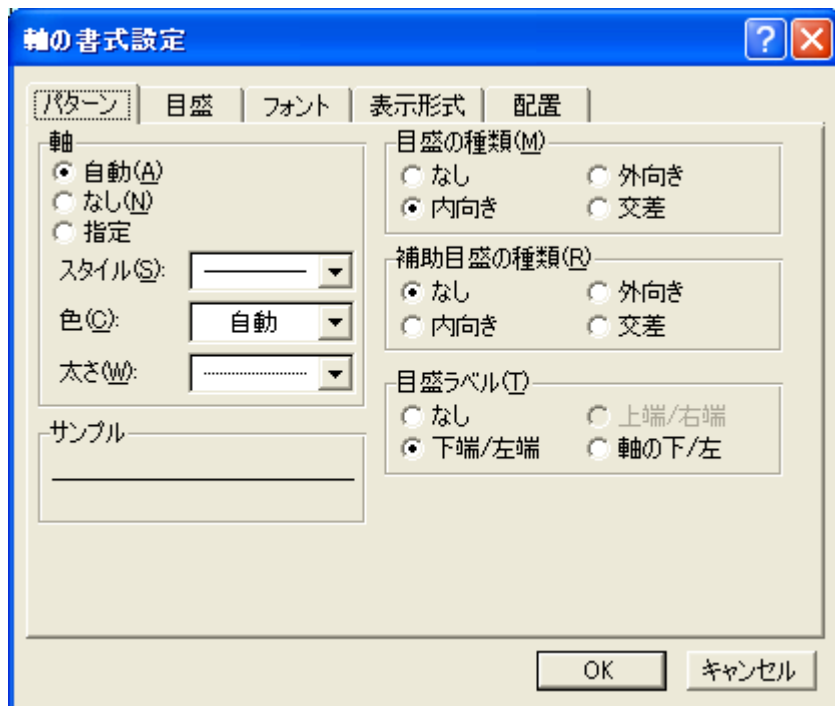 軸の書式設定
パターン 目盛 フォント 表示形式 配置
軸
自動(A)
なし(N)
指定
スタイル(S):
色(C): 自動
太さ(W):
サンプル
目盛の種類(M)
なし 外向き
内向き 交差
補助目盛の種類(R)
なし 外向き
内向き 交差
目盛ラベル(T)
なし 上端/右端
下端/左端 軸の下/左
OK キャンセル